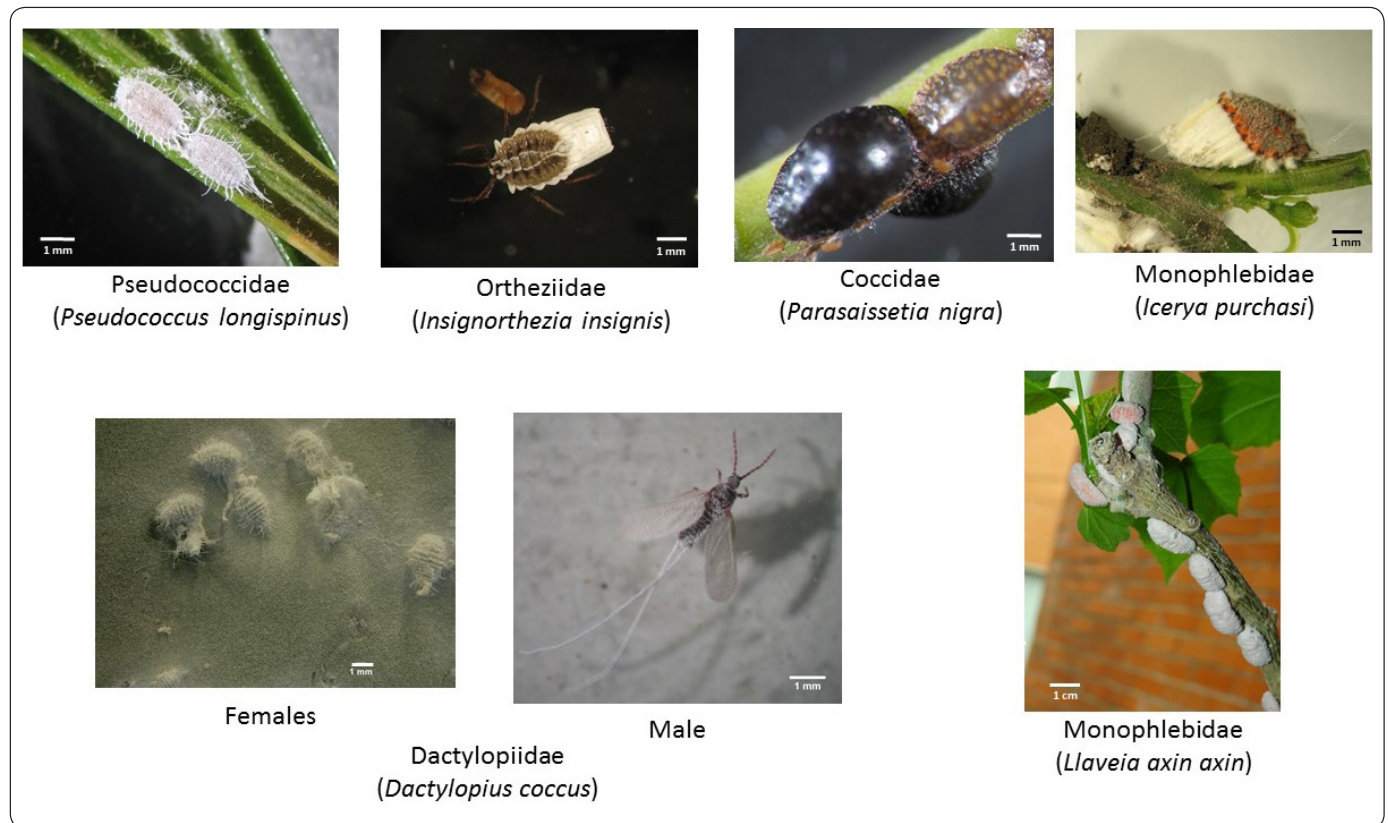 1 mm
1 mm
1 mm
1 mm
Pseudococcidae
(Pseudococcus longispinus)
Ortheziidae
(Insignorthezia insignis)
Coccidae
(Parasaissetia nigra)
Monophlebidae
(Icerya purchasi)
1 mm
1 mm
1 cm
Females
Male
Dactylopiidae
(Dactylopius coccus)
Monophlebidae
(Llaveia axin axin)